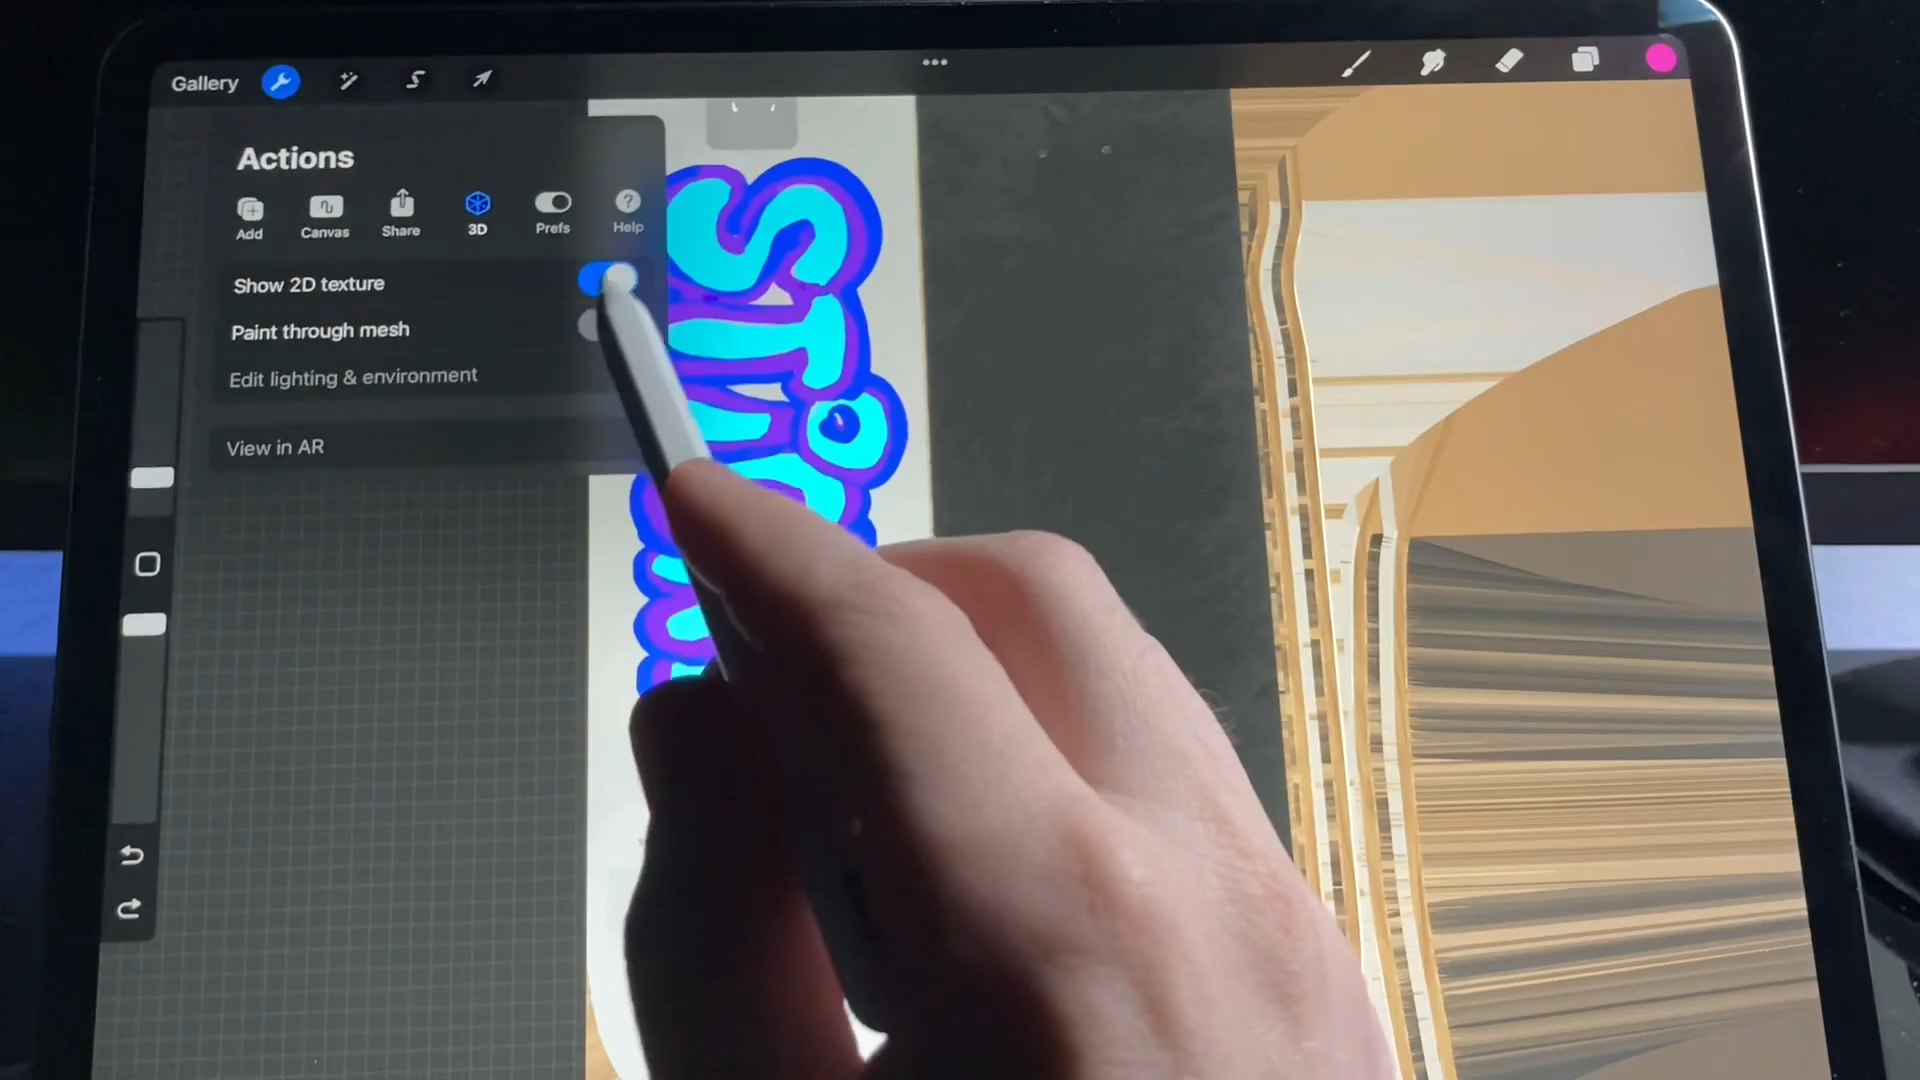 Gallery
Actions
Add
Canvas
Share
3D
Prefs
Help
Show 2D texture
Paint through mesh
Edit lighting & environment
View in AR